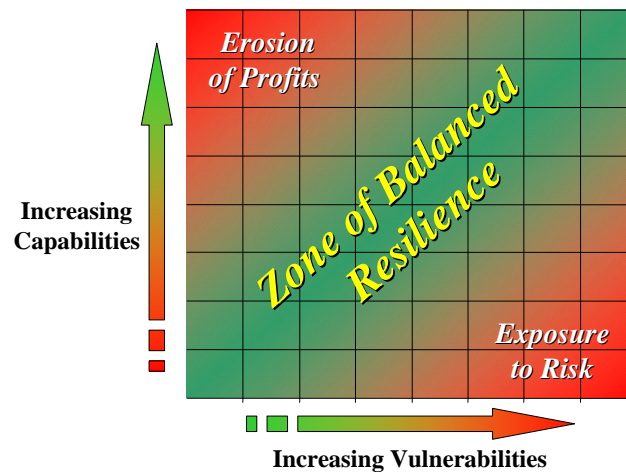 Erosion
of Profits
Zone of Balanced
Resilience
Increasing
Capabilities
Exposure
to Risk
Increasing Vulnerabilities